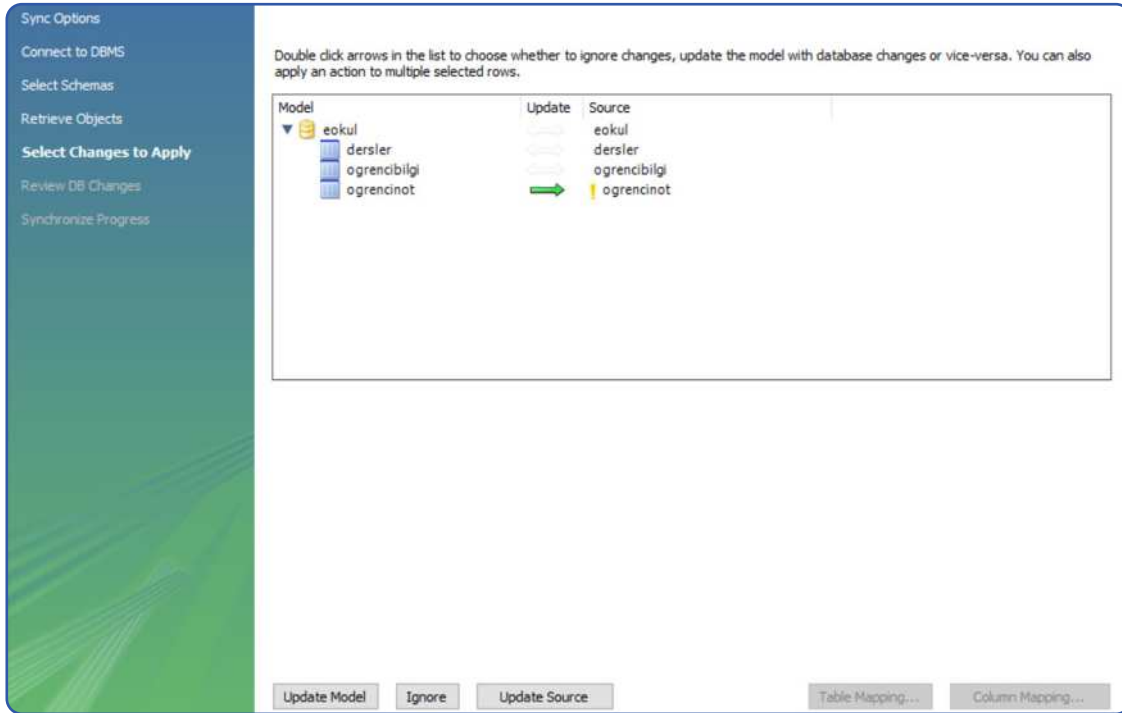 Sync Options
Connect to DBMS
Select Schemas
Retrieve Objects
Select Changes to Apply
Review DB Changes
Synchronize Progress
Double click arrows in the list to choose whether to ignore changes, update the model with database changes or vice-versa. You can also
apply an action to multiple selected rows.
Model Update Source
eokul eokul
dersler dersler
ogrencibilgi ogrencibilgi
ogrencinot ogrencinot
Update Model Ignore Update Source Table Mapping... Column Mapping...